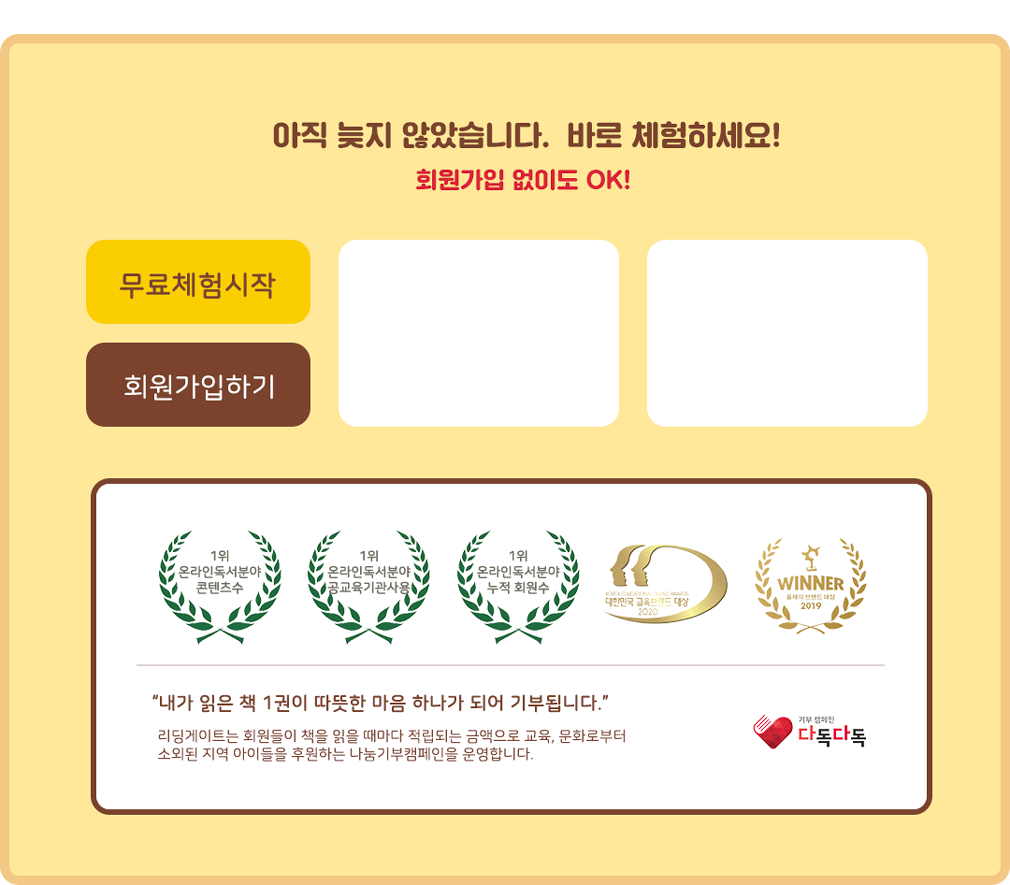 아직 늦지 않았습니다. 바로 체험하세요!
회원가입 없이도 OK!
무료체험시작
회원가입하기
1위
온라인독서분야
콘텐츠수
1위
온라인독서분야
공교육기관사용
1위
온라인독서분야
누적 회원수
KOREA EDUCATIONAL BRAND AWARDS
대한민국 교육브랜드 대상
2020
WINNER
올해의 브랜드 대상
2019
“내가 읽은 책 1권이 따뜻한 마음 하나가 되어 기부됩니다.”
리딩게이트는 회원들이 책을 읽을 때마다 적립되는 금액으로 교육, 문화로부터
소외된 지역 아이들을 후원하는 나눔기부캠페인을 운영합니다.
기부 캠페인
다독다독